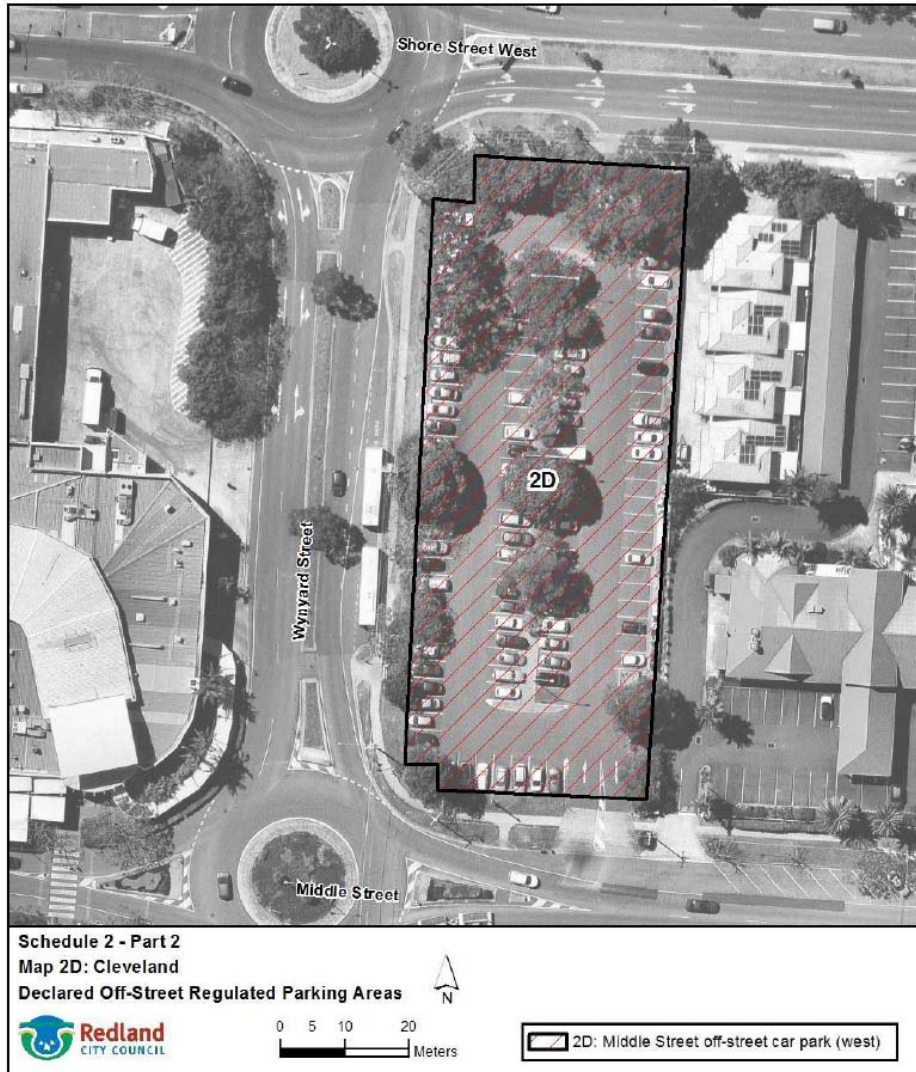 Shore Street West
2D
Wynyard Street
Middle Street
Schedule 2 - Part 2
Map 2D: Cleveland
Declared Off-Street Regulated Parking Areas
N
Redland
CITY COUNCIL
0 5 10 20
Meters
2D: Middle Street off-street car park (west)